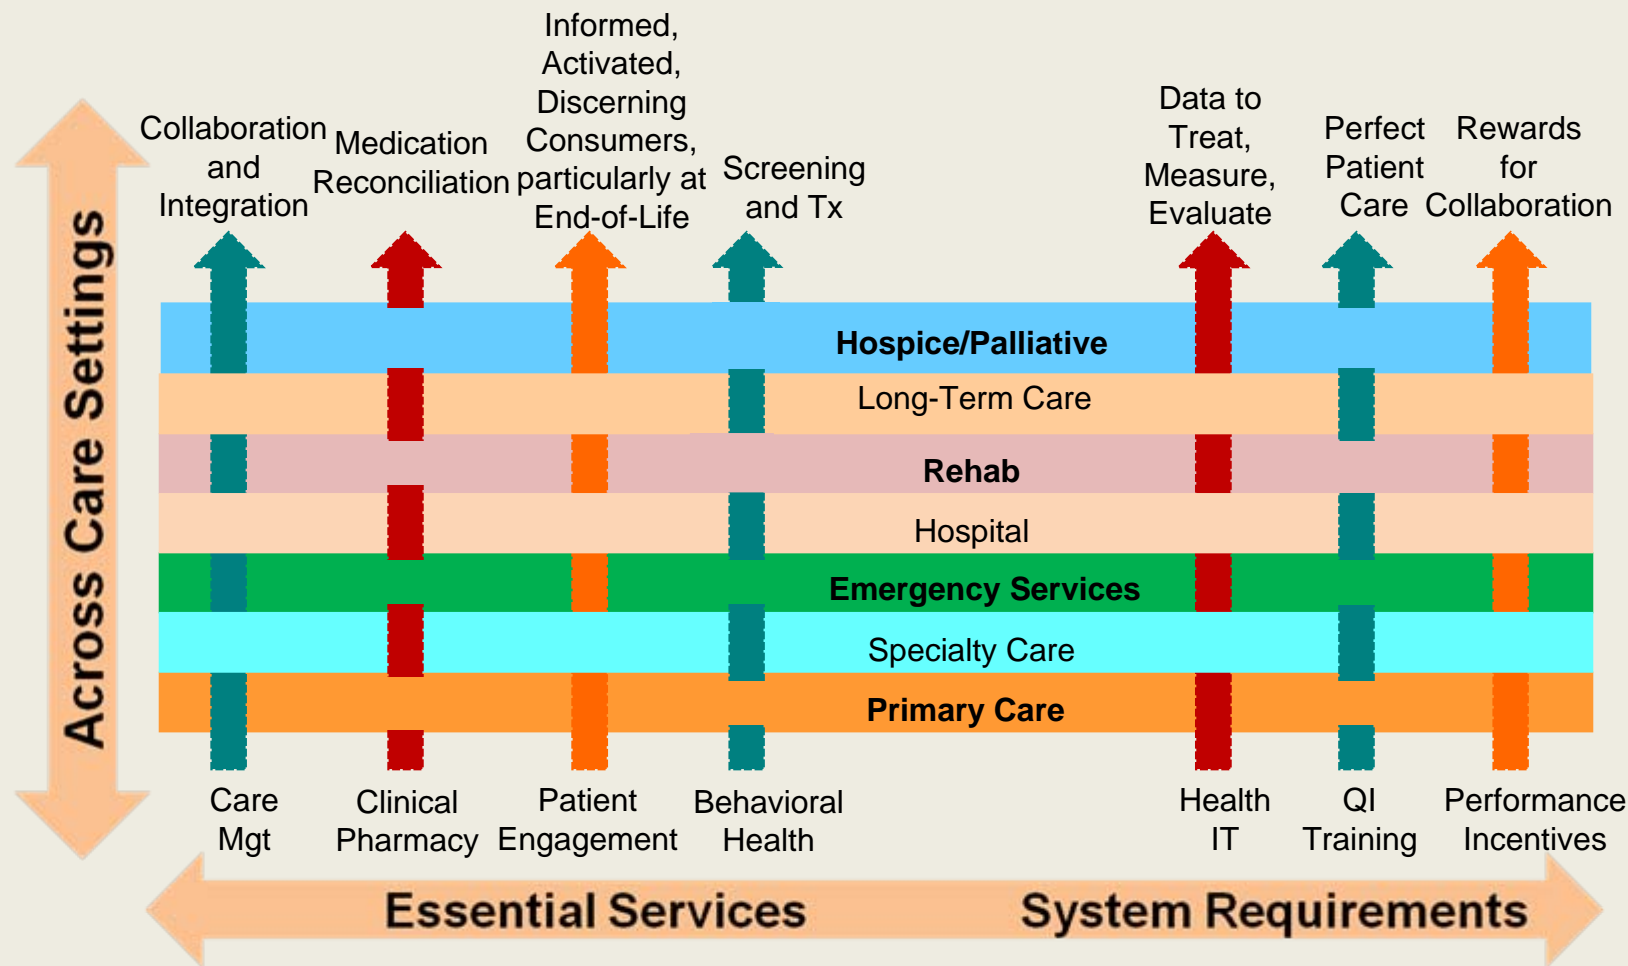 Across Care Settings
Collaboration
and
Integration
Medication
Reconciliation
Informed,
Activated,
Discerning
Consumers,
particularly at
End-of-Life
Screening
and Tx
Data to
Treat,
Measure,
Evaluate
Perfect
Patient
Care
Rewards
for
Collaboration
Hospice/Palliative
Long-Term Care
Rehab
Hospital
Emergency Services
Specialty Care
Primary Care
Care
Mgt
Clinical
Pharmacy
Patient
Engagement
Behavioral
Health
Health
IT
QI
Training
Performance
Incentives
Essential Services
System Requirements